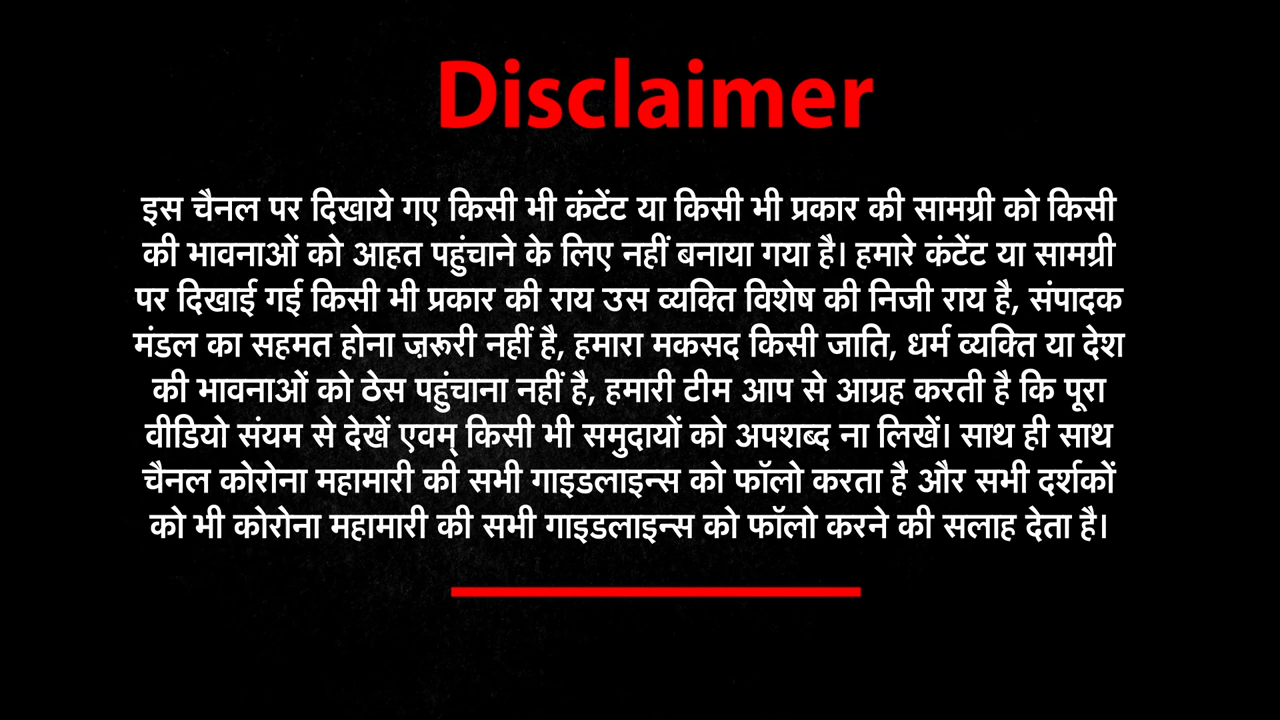 Disclaimer
इस चैनल पर दिखाये गए किसी भी कंटेंट या किसी भी प्रकार की सामग्री को किसी
की भावनाओं को आहत पहुंचाने के लिए नहीं बनाया गया है। हमारे कंटेंट या सामग्री
पर दिखाई गई किसी भी प्रकार की राय उस व्यक्ति विशेष की निजी राय है, संपादक
मंडल का सहमत होना ज़रूरी नहीं है, हमारा मकसद किसी जाति, धर्म व्यक्ति या देश
की भावनाओं को ठेस पहुंचाना नहीं है, हमारी टीम आप से आग्रह करती है कि पूरा
वीडियो संयम से देखें एवम् किसी भी समुदायों को अपशब्द ना लिखें। साथ ही साथ
चैनल कोरोना महामारी की सभी गाइडलाइन्स को फॉलो करता है और सभी दर्शकों
को भी कोरोना महामारी की सभी गाइडलाइन्स को फॉलो करने की सलाह देता है।